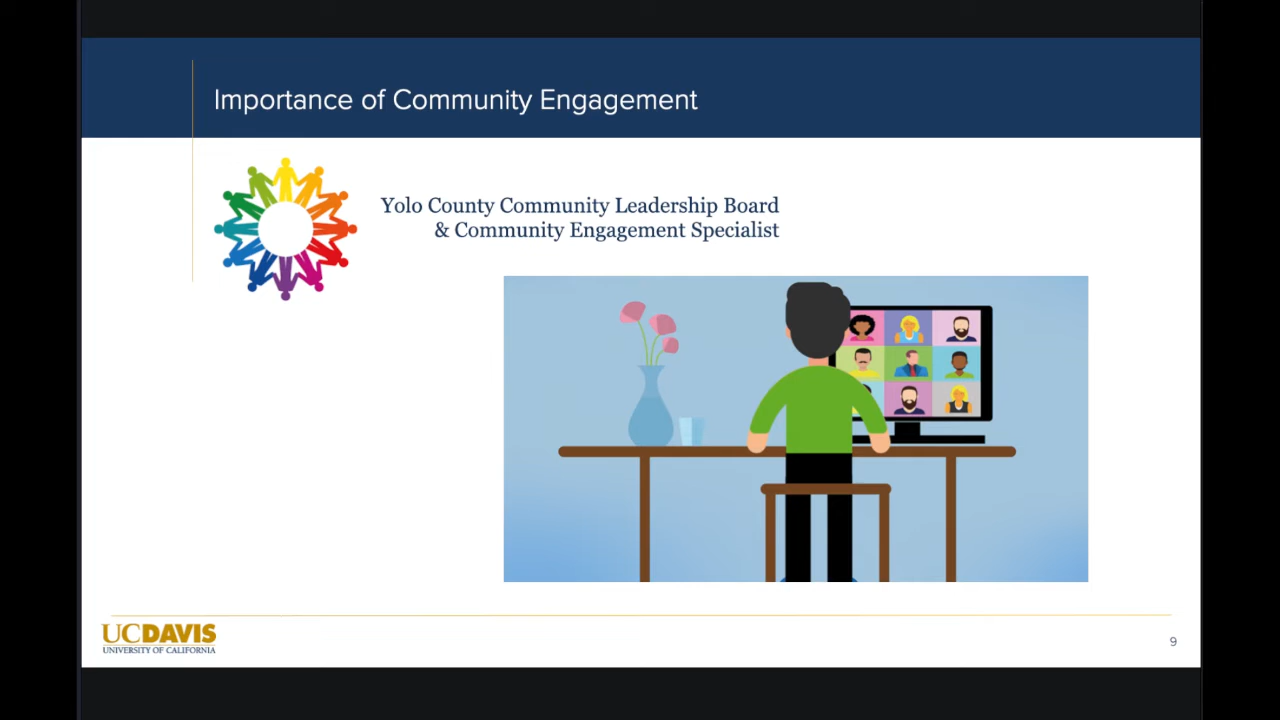 Importance of Community Engagement
Yolo County Community Leadership Board
& Community Engagement Specialist
UCDAVIS
UNIVERSITY OF CALIFORNIA
9